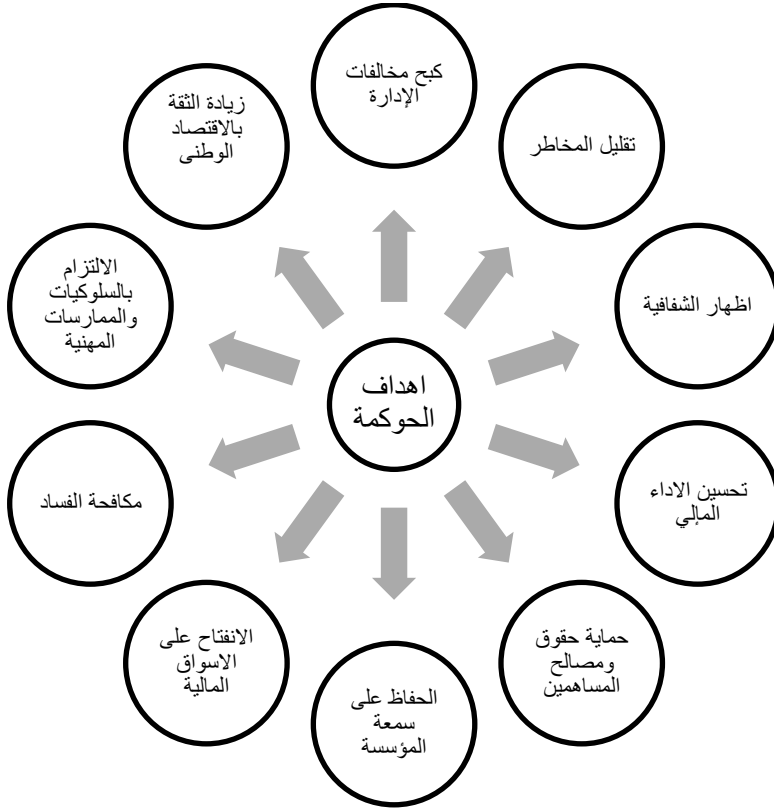 كبح مخالفات
الإدارة
تقليل المخاطر
اظهار الشفافية
تحسين الاداء
المالي
حماية حقوق
ومصالح
المساهمين
الحفاظ على
سمعة
المؤسسة
الانفتاح على
الاسواق
المالية
مكافحة الفساد
الالتزام
بالسلوكيات
والممارسات
المهنية
زيادة الثقة
بالاقتصاد
الوطنى
اهداف
الحوكمة